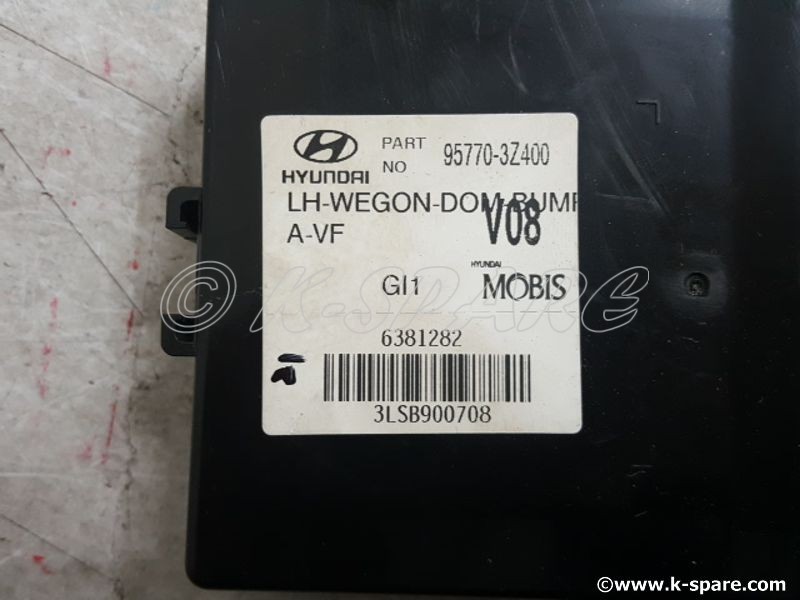 PART NO 95770-3Z400
HYUNDAI
LH-WEGON-DOM-BUMP
A-VF V08
GI1 HYUNDAI MOBIS
© K-SPARE
6381282
3LSB900708
©www.k-spare.com